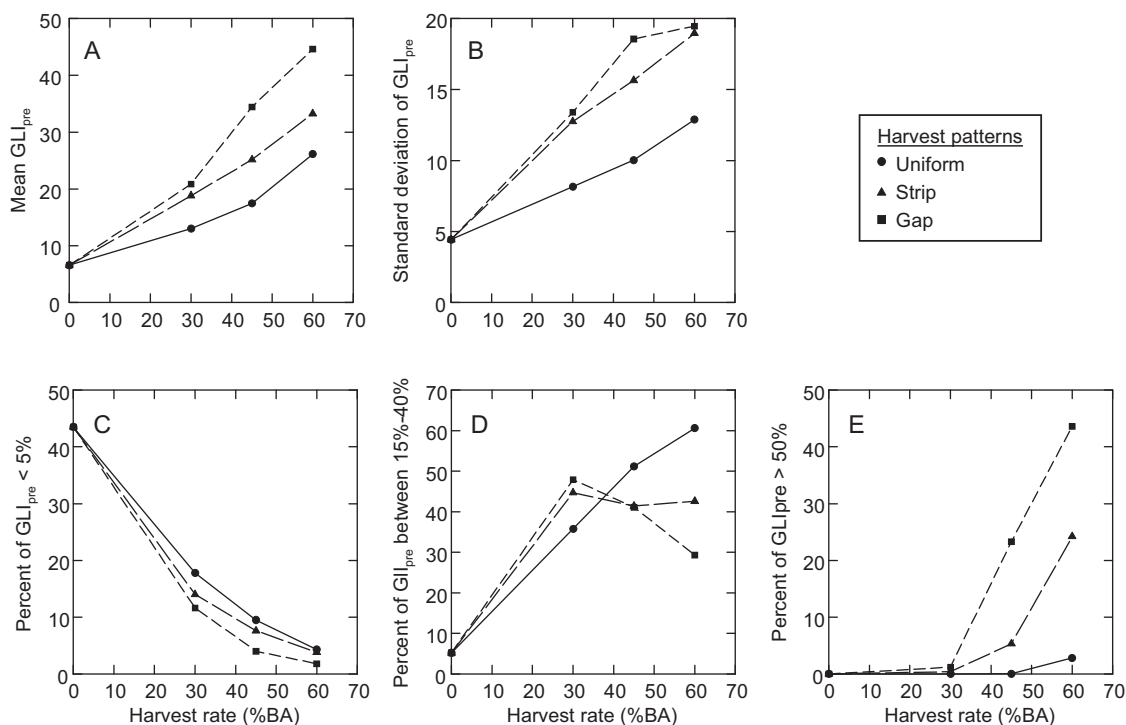 A
Mean GLIpre
50
40
30
20
10
0
0 10 20 30 40 50 60 70
B
Standard deviation of GLIpre
20
15
10
5
0
0 10 20 30 40 50 60 70
Harvest patterns
Uniform
Strip
Gap
C
Percent of GLIpre < 5%
50
40
30
20
10
0
0 10 20 30 40 50 60 70
Harvest rate (%BA)
D
Percent of GIlpre between 15%-40%
70
60
50
40
30
20
10
0
0 10 20 30 40 50 60 70
Harvest rate (%BA)
E
Percent of GLIpre > 50%
50
40
30
20
10
0
0 10 20 30 40 50 60 70
Harvest rate (%BA)